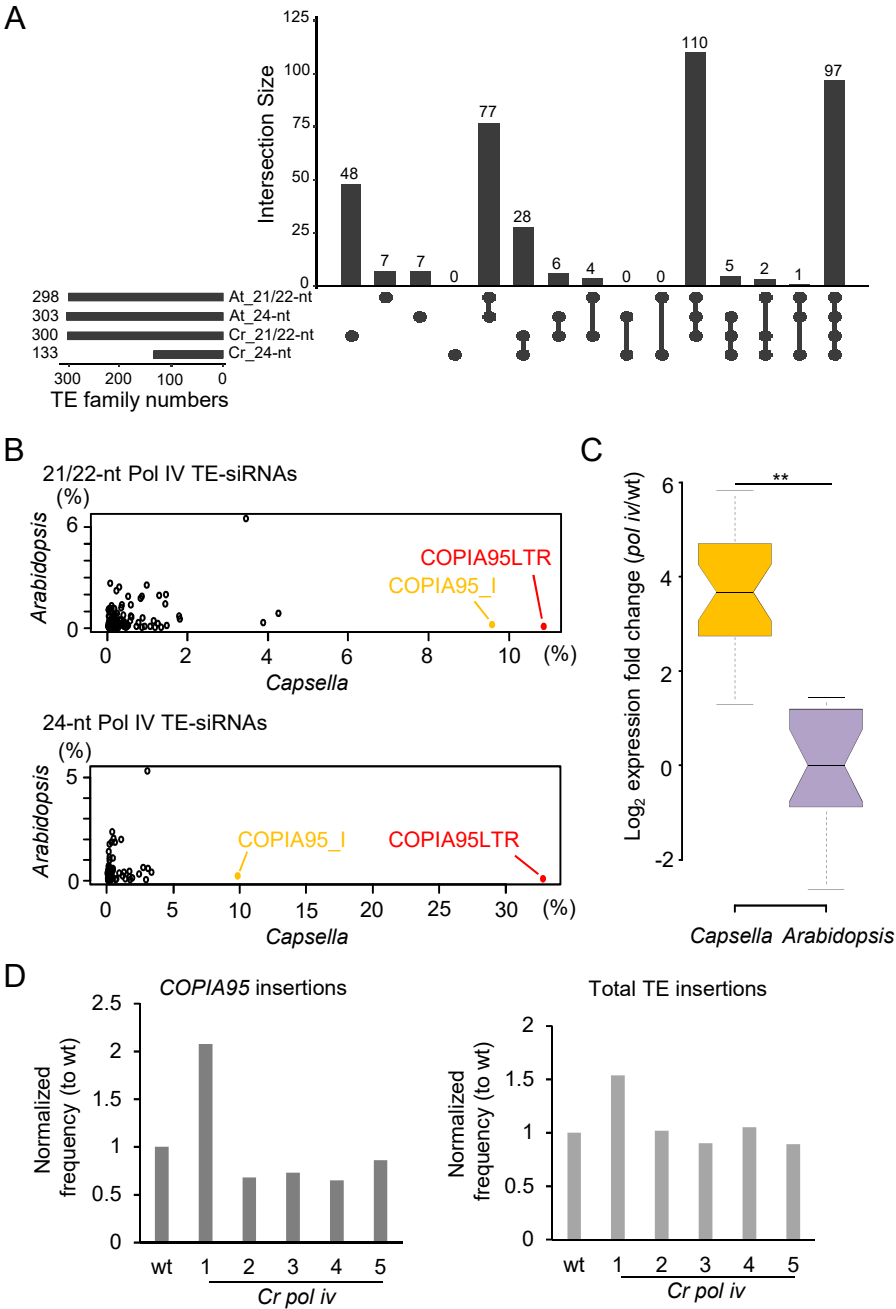 A
Intersection Size
125
100
75
50
25
0
48
7
7
0
77
28
6
4
0
0
110
5
2
1
97
298 At_21/22-nt
303 At_24-nt
300 Cr_21/22-nt
133 Cr_24-nt
300 200 100 0
TE family numbers
B
21/22-nt Pol IV TE-siRNAs
(%)
Arabidopsis
6
4
2
0
COPIA95LTR
COPIA95_I
0 2 4 6 8 10 (%)
Capsella
24-nt Pol IV TE-siRNAs
(%)
Arabidopsis
5
0
COPIA95_I
COPIA95LTR
0 5 10 15 20 25 30 (%)
Capsella
C
Log2 expression fold change (pol iv/wt)
6
4
2
0
-2
**
Capsella Arabidopsis
D
COPIA95 insertions
Normalized
frequency (to wt)
2.5
2
1.5
1
0.5
0
wt 1 2 3 4 5
Cr pol iv
Total TE insertions
Normalized
frequency (to wt)
2
1.5
1
0.5
0
wt 1 2 3 4 5
Cr pol iv